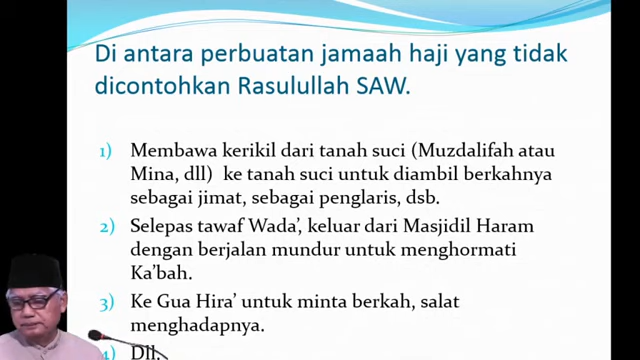 Di antara perbuatan jamaah haji yang tidak
dicontohkan Rasulullah SAW.
1) Membawa kerikil dari tanah suci (Muzdalifah atau
Mina, dll) ke tanah suci untuk diambil berkahnya
sebagai jimat, sebagai penglaris, dsb.
2) Selepas tawaf Wada’, keluar dari Masjidil Haram
dengan berjalan mundur untuk menghormati
Ka’bah.
3) Ke Gua Hira’ untuk minta berkah, salat
menghadapnya.
4) Dll.